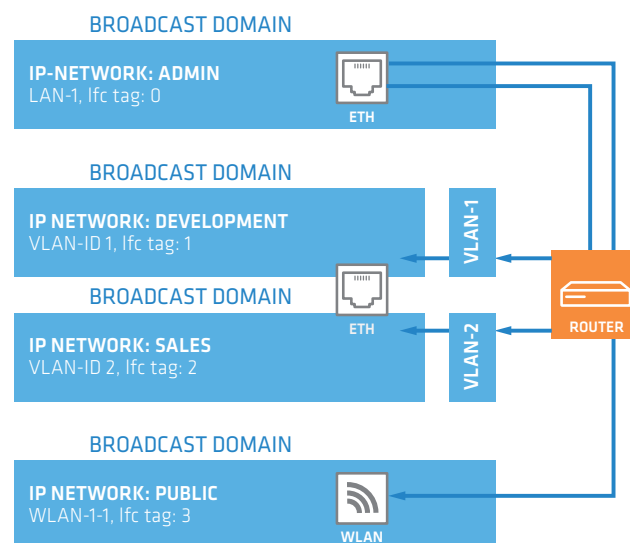 BROADCAST DOMAIN
IP-NETWORK: ADMIN
LAN-1, Ifc tag: 0
ETH
BROADCAST DOMAIN
IP NETWORK: DEVELOPMENT
VLAN-ID 1, Ifc tag: 1
VLAN-1
BROADCAST DOMAIN
ETH
ROUTER
IP NETWORK: SALES
VLAN-ID 2, Ifc tag: 2
VLAN-2
BROADCAST DOMAIN
IP NETWORK: PUBLIC
WLAN-1-1, Ifc tag: 3
WLAN